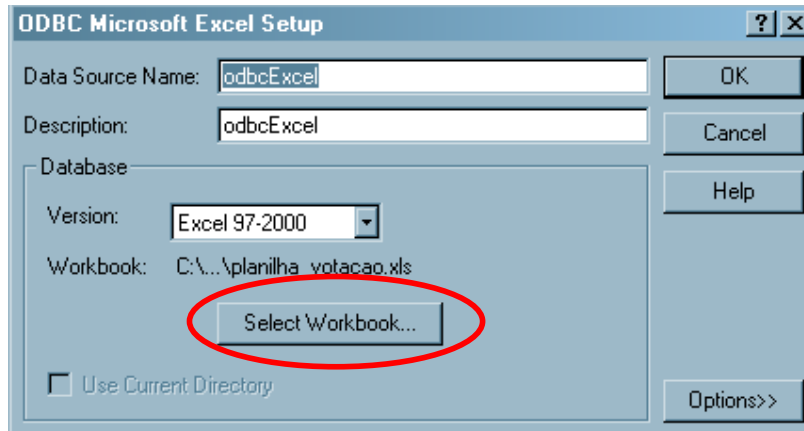 ODBC Microsoft Excel Setup
Data Source Name: odbcExcel
OK
Description: odbcExcel
Cancel
Database
Help
Version: Excel 97-2000
Workbook: C:\...\planilha_votacao.xls
Select Workbook...
Use Current Directory
Options>>